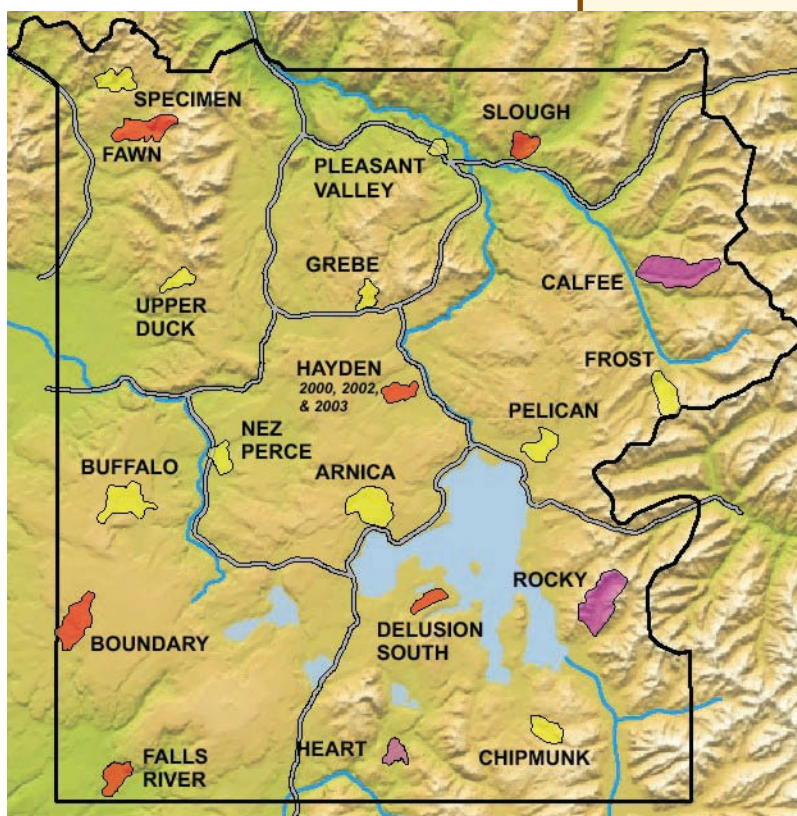 SPECIMEN
FAWN
SLOUGH
PLEASANT
VALLEY
GREBE
CALFEE
UPPER
DUCK
HAYDEN
2000, 2002,
& 2003
FROST
PELICAN
NEZ
PERCE
BUFFALO
ARNICA
ROCKY
BOUNDARY
DELUSION
SOUTH
FALLS
RIVER
HEART
CHIPMUNK